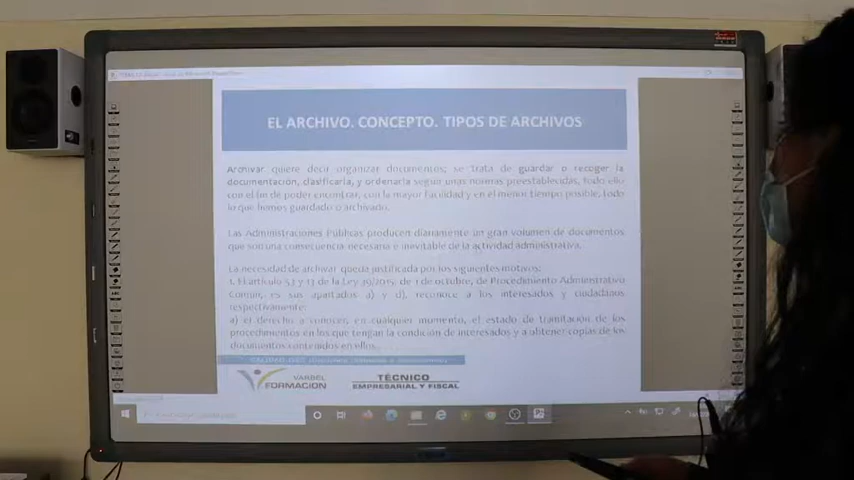 EL ARCHIVO. CONCEPTO. TIPOS DE ARCHIVOS
Archivar quiere decir organizar documentos; se trata de guardar o recoger la
documentación, clasificarla, y ordenarla según unas normas preestablecidas, todo ello
con el fin de poder encontrar, con la mayor facilidad y en el menor tiempo posible, todo
lo que hemos guardado o archivado.
Las Administraciones Públicas producen diariamente un gran volumen de documentos
que son una consecuencia necesaria e inevitable de la actividad administrativa.
La necesidad de archivar queda justificada por los siguientes motivos:
1. El artículo 53 y 13 de la Ley 39/2015, de 1 de octubre, de Procedimiento Administrativo
Común, es sus apartados a) y d), reconoce a los interesados y ciudadanos
respectivamente:
a) el derecho a conocer, en cualquier momento, el estado de tramitación de los
procedimientos en los que tengan la condición de interesados y a obtener copias de los
documentos contenidos en ellos.
VARDEL
FORMACIÓN
TÉCNICO
EMPRESARIAL Y FISCAL